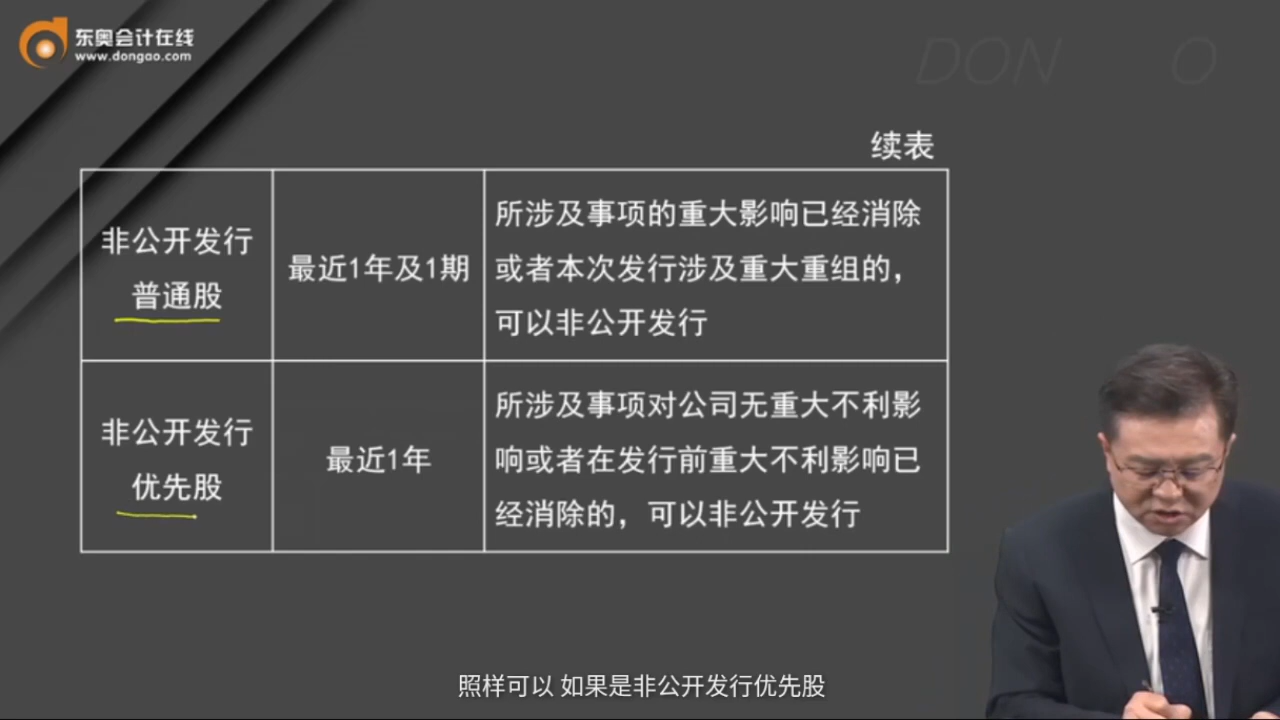 东奥会计在线
www.dongao.com
DON O
续表
非公开发行
普通股
最近1年及1期
所涉及事项的重大影响已经消除
或者本次发行涉及重大重组的，
可以非公开发行
非公开发行
优先股
最近1年
所涉及事项对公司无重大不利影
响或者在发行前重大不利影响已
经消除的，可以非公开发行
照样可以 如果是非公开发行优先股